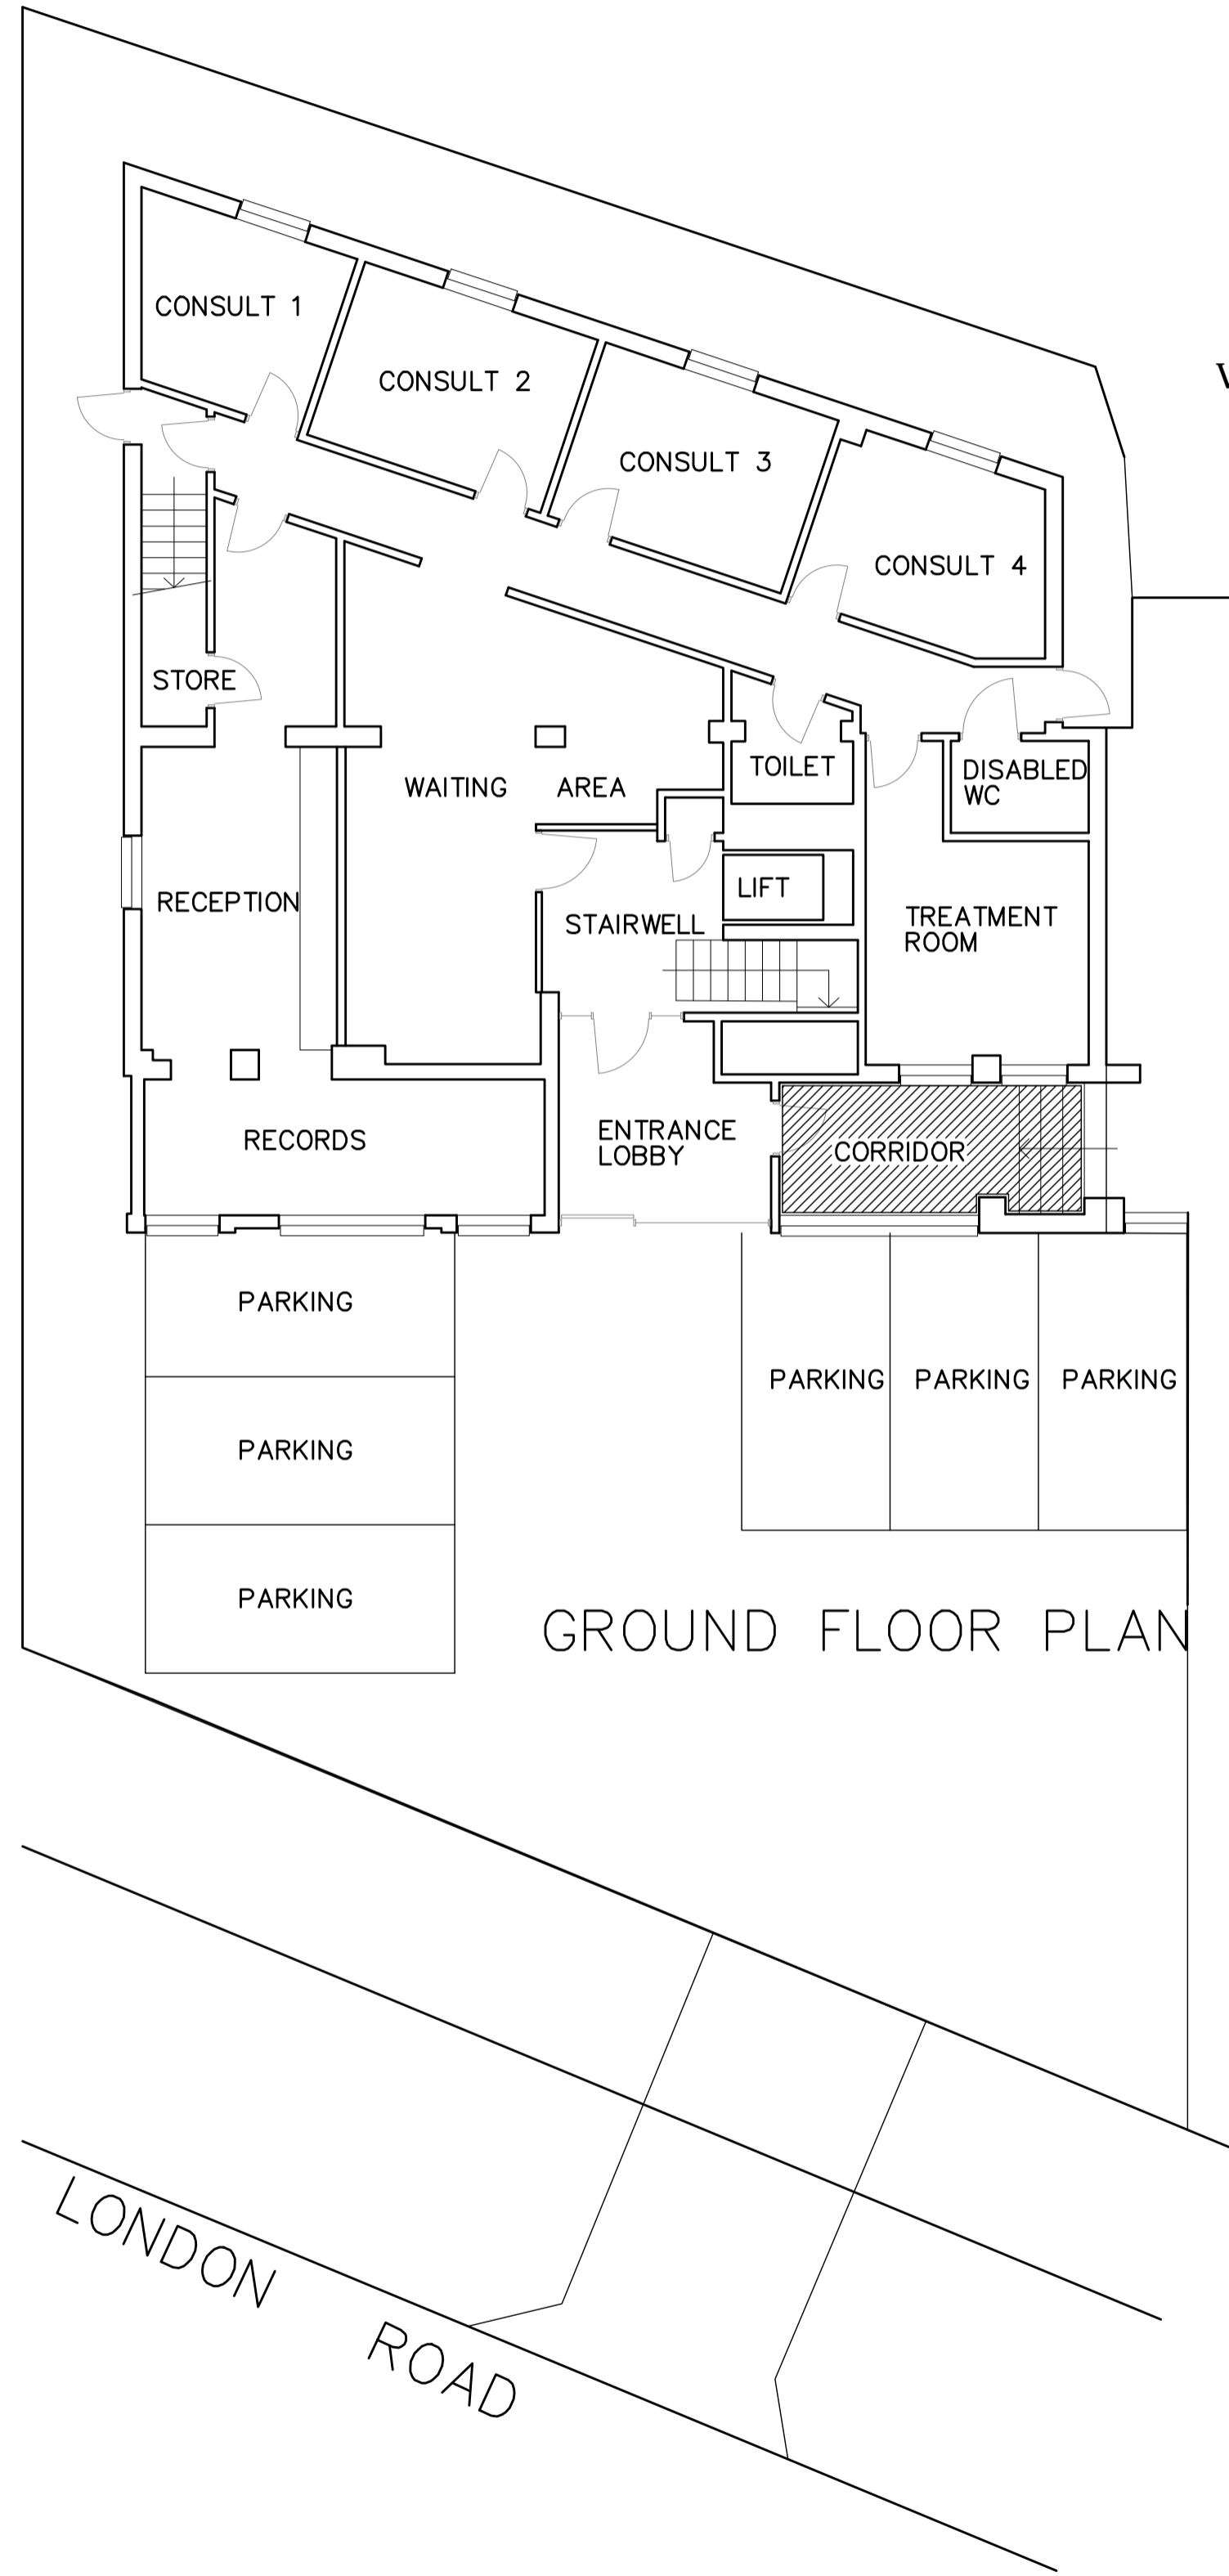 CONSULT 1
CONSULT 2
CONSULT 3
CONSULT 4
STORE
WAITING AREA
TOILET
DISABLED
WC
RECEPTION
LIFT
STAIRWELL
TREATMENT
ROOM
RECORDS
ENTRANCE
LOBBY
CORRIDOR
PARKING
PARKING
PARKING
PARKING
PARKING
PARKING
GROUND FLOOR PLAN
LONDON ROAD